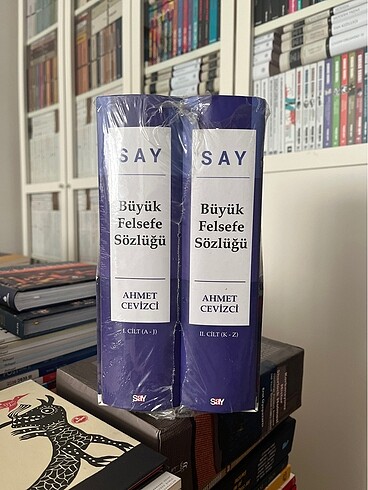 SAY
Büyük
Felsefe
Sözlüğü
AHMET
CEVİZCİ
I. CİLT (A - J)
say
SAY
Büyük
Felsefe
Sözlüğü
AHMET
CEVİZCİ
II. CİLT (K - Z)
say